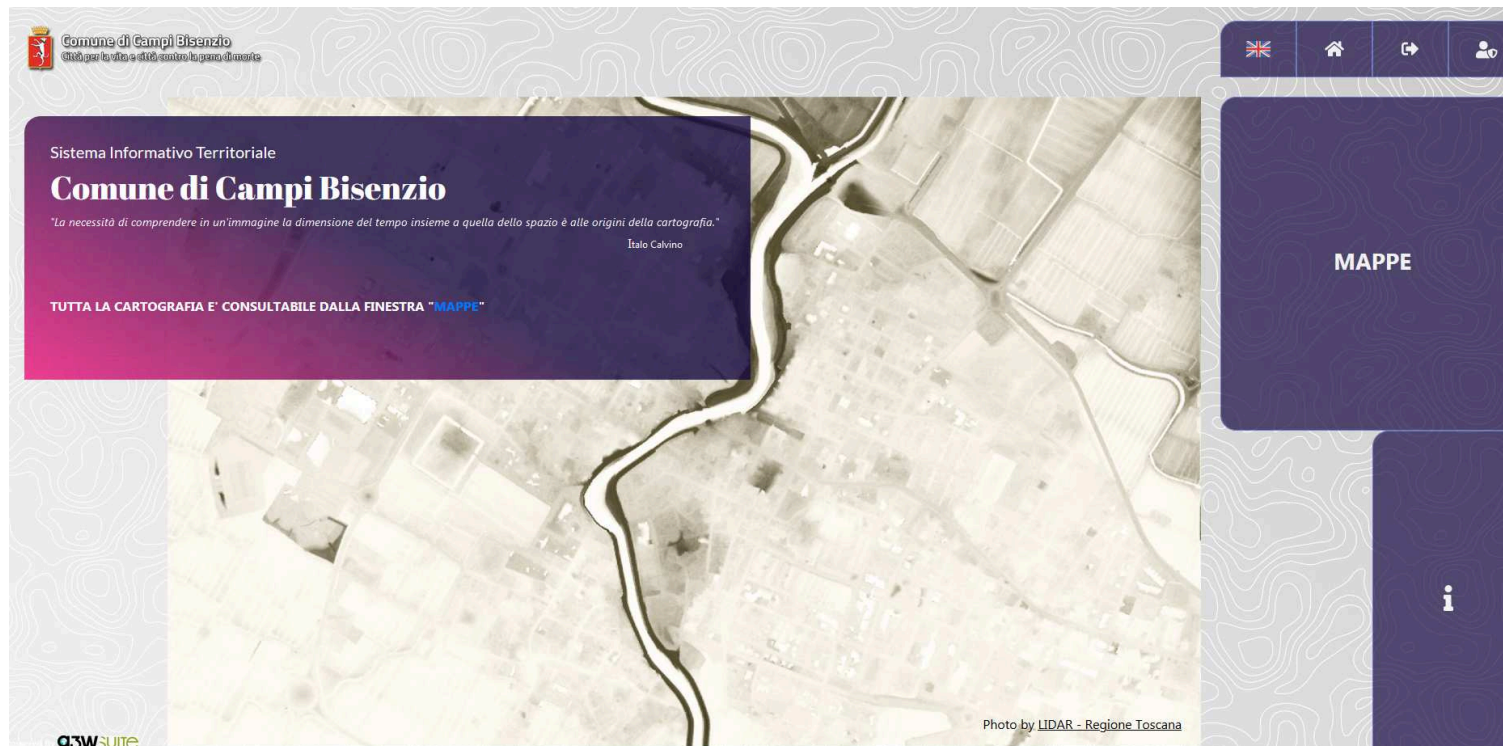 Comune di Campi Bisenzio
Città per la vita e città contro la pena di morte
Sistema Informativo Territoriale
Comune di Campi Bisenzio
"La necessità di comprendere in un'immagine la dimensione del tempo insieme a quella dello spazio è alle origini della cartografia."
Italo Calvino
TUTTA LA CARTOGRAFIA E' CONSULTABILE DALLA FINESTRA "MAPPE"
MAPPE
i
Photo by LIDAR - Regione Toscana
g3wsuite